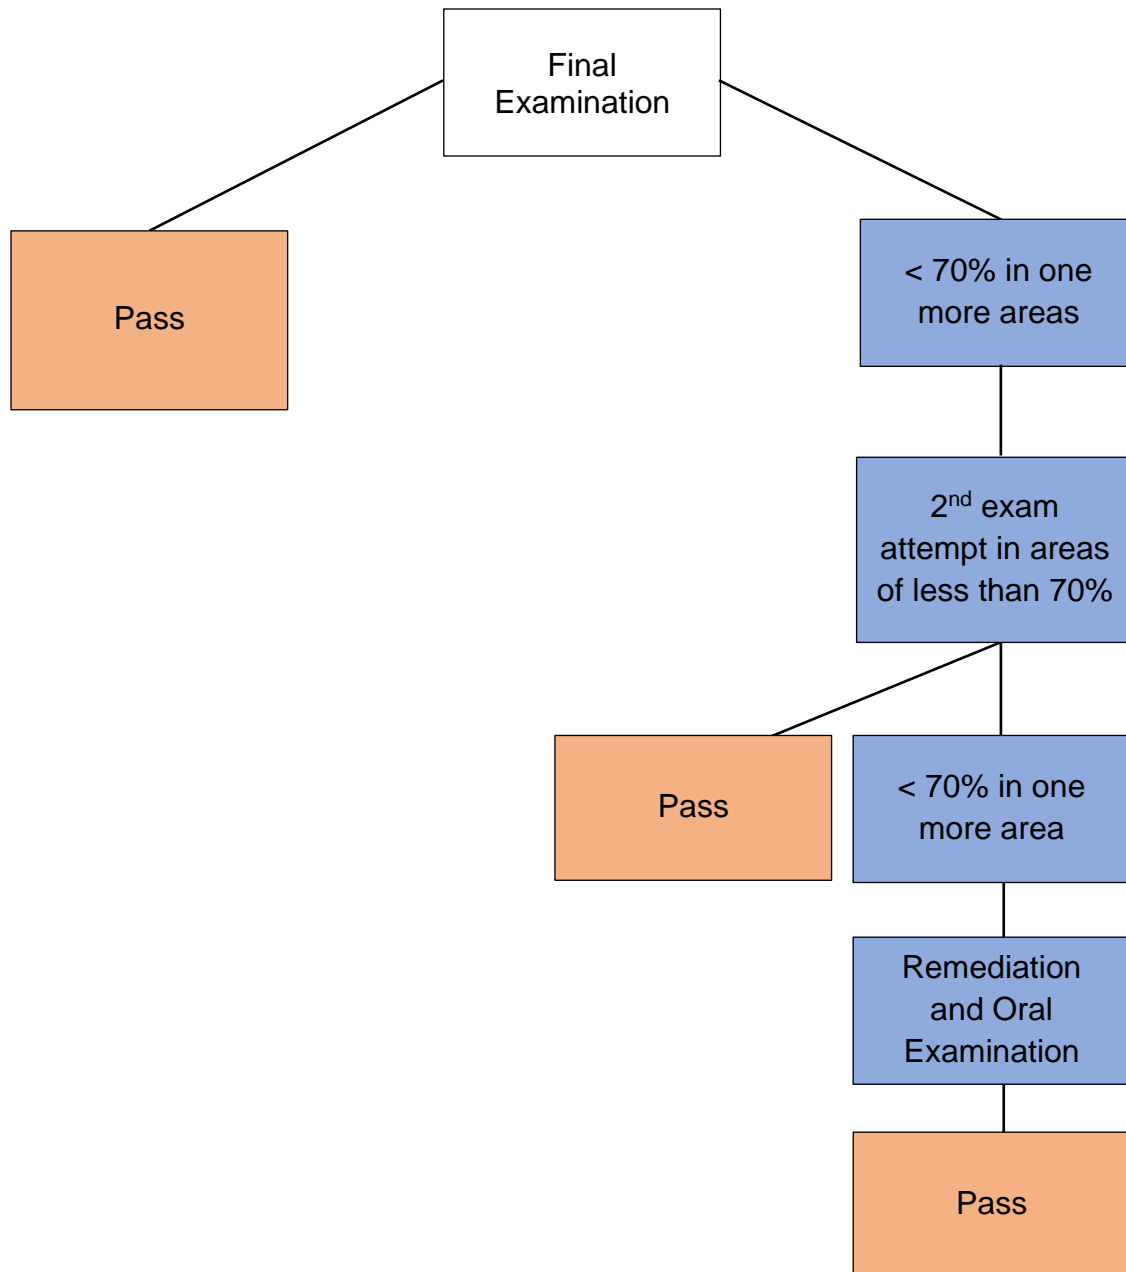 Final
Examination
Pass
< 70% in one
more areas
2nd exam
attempt in areas
of less than 70%
Pass
< 70% in one
more area
Remediation
and Oral
Examination
Pass